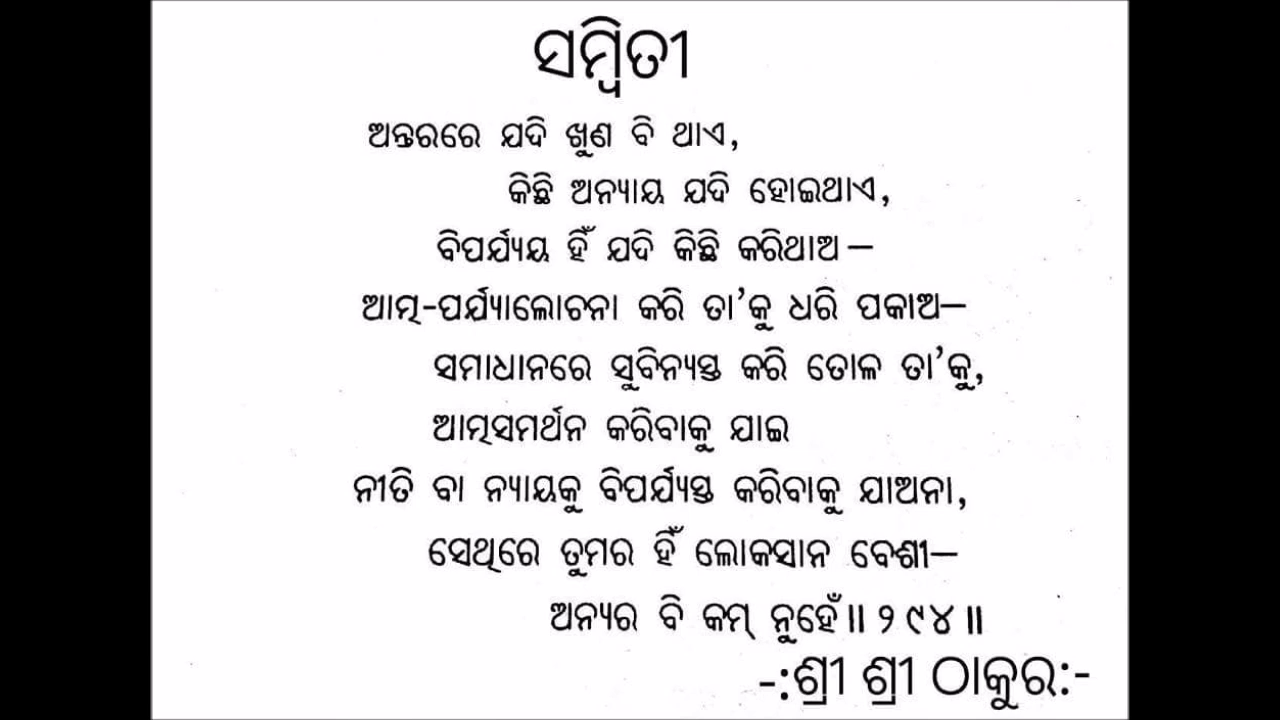 ସମ୍ବିତୀ
ଅନ୍ତରରେ ଯଦି ଖୁଣ ବି ଥାଏ,
କିଛି ଅନ୍ୟାୟ ଯଦି ହୋଇଥାଏ,
ବିପର୍ଯ୍ୟୟ ହିଁ ଯଦି କିଛି କରିଥାଅ —
ଆତ୍ମ-ପର୍ଯ୍ୟାଲୋଚନା କରି ତା’କୁ ଧରି ପକାଅ—
ସମାଧାନରେ ସୁବିନ୍ୟସ୍ତ କରି ତୋଳ ତା’କୁ,
ଆତ୍ମସମର୍ଥନ କରିବାକୁ ଯାଇ
ନୀତି ବା ନ୍ୟାୟକୁ ବିପର୍ଯ୍ୟସ୍ତ କରିବାକୁ ଯାଅନା,
ସେଥିରେ ତୁମର ହିଁ ଲୋକସାନ ବେଶୀ—
ଅନ୍ୟର ବି କମ୍ ନୁହେଁ॥ ୨୯୪॥
-:ଶ୍ରୀ ଶ୍ରୀ ଠାକୁର:-